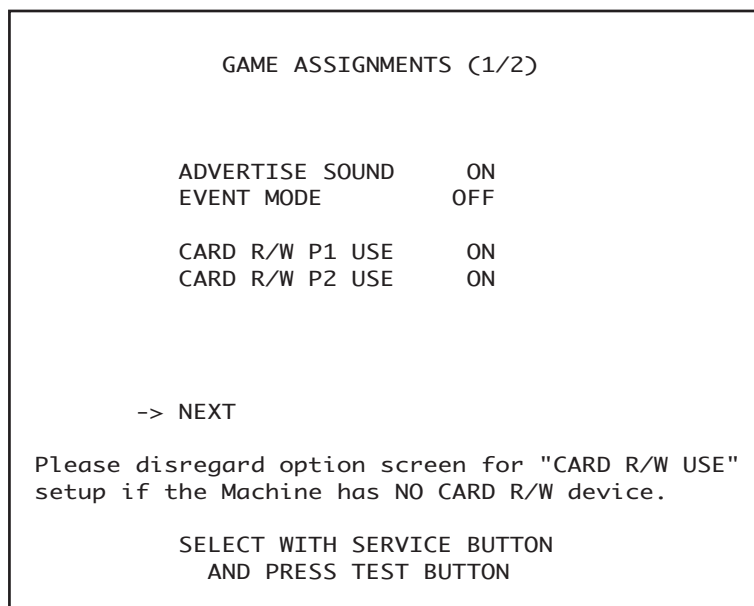 GAME ASSIGNMENTS (1/2)
ADVERTISE SOUND ON
EVENT MODE OFF
CARD R/W P1 USE ON
CARD R/W P2 USE ON
-> NEXT
Please disregard option screen for "CARD R/W USE"
setup if the Machine has NO CARD R/W device.
SELECT WITH SERVICE BUTTON
AND PRESS TEST BUTTON